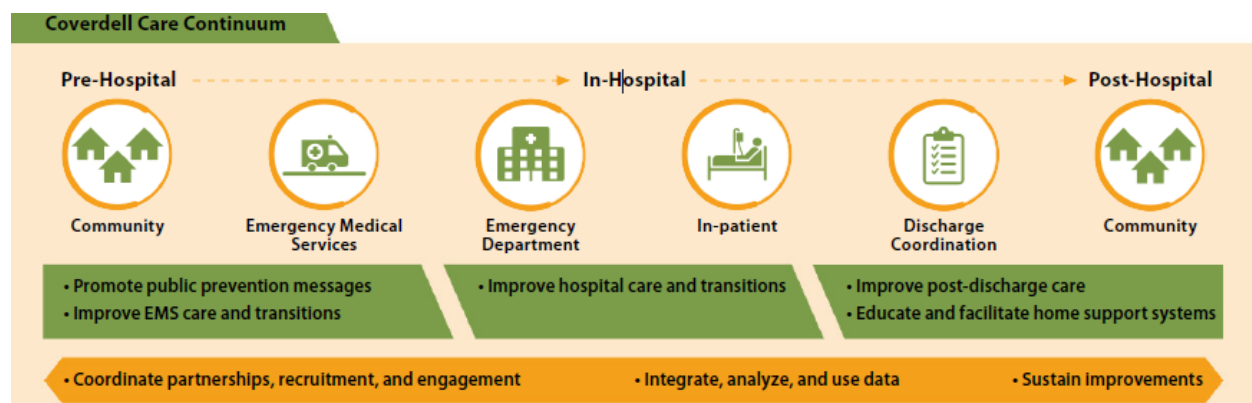 Coverdell Care Continuum
Pre-Hospital
In-Hospital
Post-Hospital
Community
Emergency Medical
Services
Emergency
Department
In-patient
Discharge
Coordination
Community
• Promote public prevention messages
• Improve EMS care and transitions
• Improve hospital care and transitions
• Improve post-discharge care
• Educate and facilitate home support systems
• Coordinate partnerships, recruitment, and engagement
• Integrate, analyze, and use data
• Sustain improvements